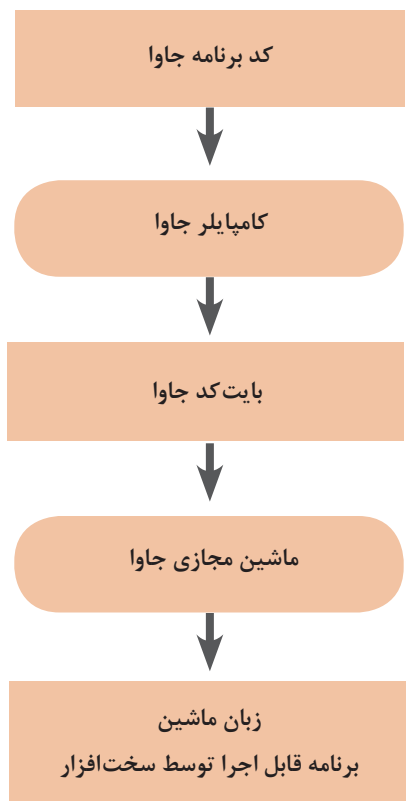 کد برنامه جاوا
کامپایلر جاوا
بایت‌کد جاوا
ماشین مجازی جاوا
زبان ماشین
برنامه قابل اجرا توسط سخت‌افزار